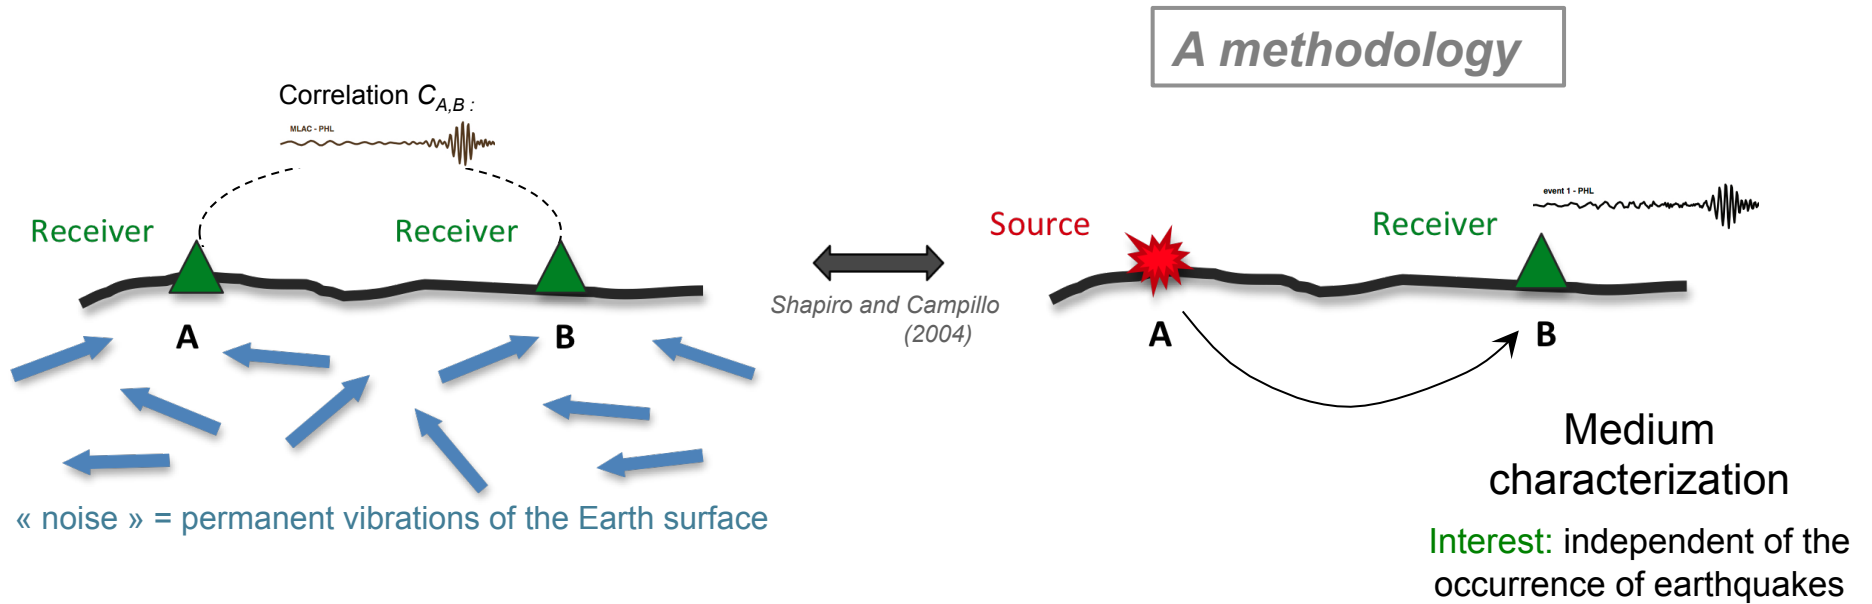 A methodology
Correlation C_{A,B :}
MLAC - PHL
Receiver
Receiver
A
B
« noise » = permanent vibrations of the Earth surface
Shapiro and Campillo
(2004)
Source
event 1 - PHL
Receiver
A
B
Medium
characterization
Interest: independent of the
occurrence of earthquakes